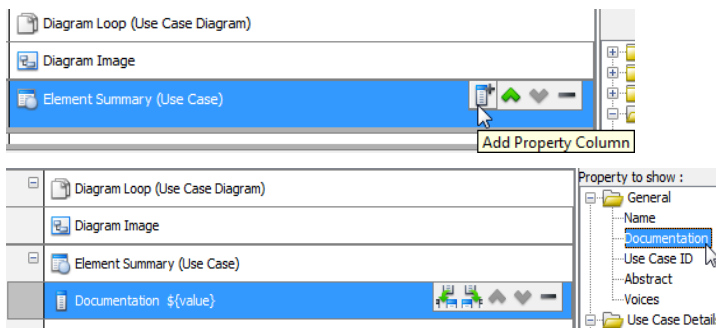 Diagram Loop (Use Case Diagram)
Diagram Image
Element Summary (Use Case)
Add Property Column
Diagram Loop (Use Case Diagram)
Property to show :
General
Diagram Image
Name
Documentation
Element Summary (Use Case)
Use Case ID
Abstract
Documentation ${value}
Voices
Use Case Details